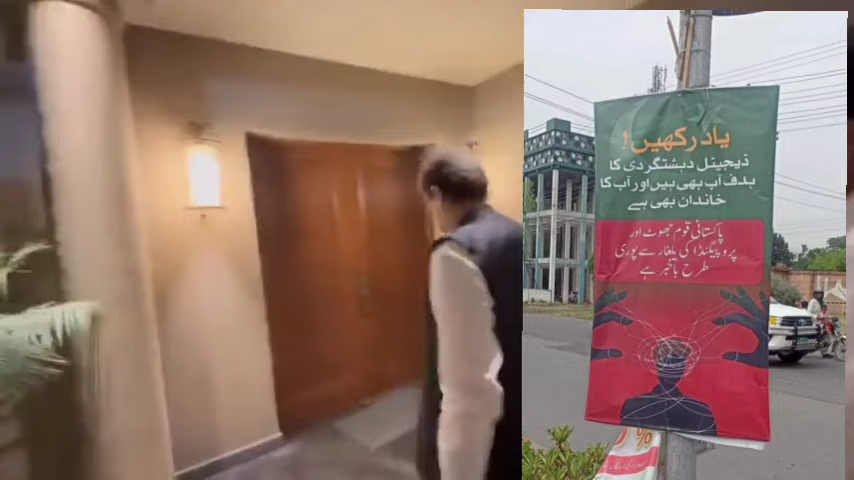 یاد رکھیں!
ڈیجیٹل دہشتگردی کا
ہدف آپ بھی ہیں اور آپ کا
خاندان بھی ہے
پاکستانی قوم جھوٹ اور
پروپیگنڈا کی یلغار سے پوری
طرح باخبر ہے
%